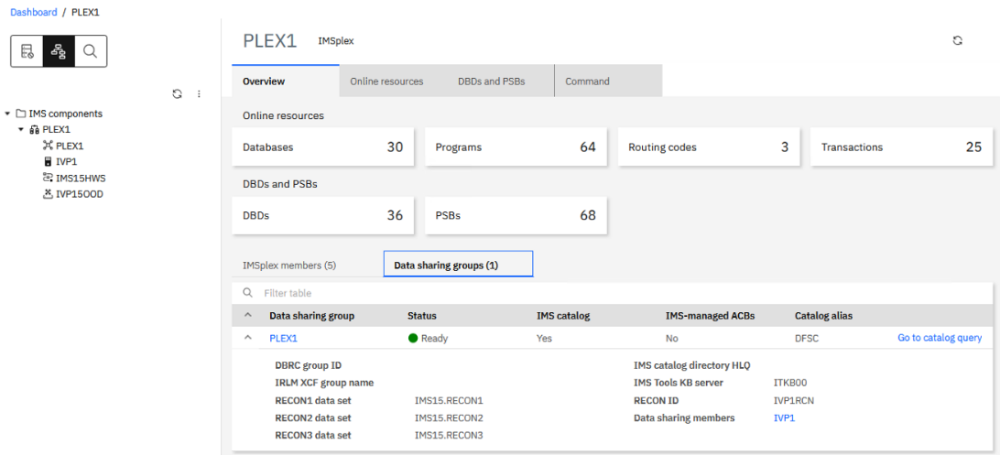 Dashboard / PLEX1
IMS components
PLEX1
PLEX1
IVP1
IMS15HWS
IVP15OOD
PLEX1 IMSplex
Overview Online resources DBDs and PSBs Command
Online resources
Databases 30 Programs 64 Routing codes 3 Transactions 25
DBDs and PSBs
DBDs 36 PSBs 68
IMSplex members (5) Data sharing groups (1)
Filter table
Data sharing group Status IMS catalog IMS-managed ACBs Catalog alias
PLEX1 Ready Yes No DFSC Go to catalog query
DBRC group ID IMS catalog directory HLQ
IRLM XCF group name IMS Tools KB server ITKB00
RECON1 data set IMS15.RECON1 RECON ID IVP1RCN
RECON2 data set IMS15.RECON2 Data sharing members IVP1
RECON3 data set IMS15.RECON3